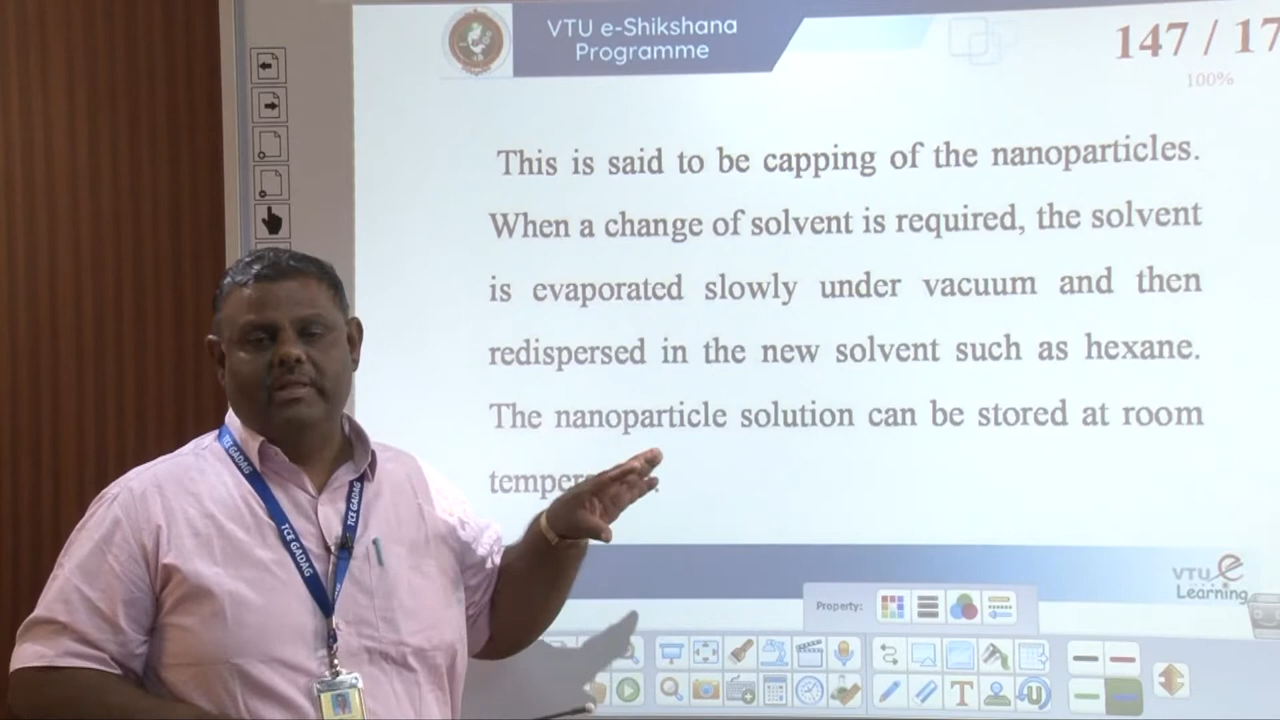 VTU e-Shikshana
Programme
147 / 17
100%
This is said to be capping of the nanoparticles.
When a change of solvent is required, the solvent
is evaporated slowly under vacuum and then
redispersed in the new solvent such as hexane.
The nanoparticle solution can be stored at room
TCE GADAG
TCE GADAG
TCE GADAG
VTU e
Learning
Property: